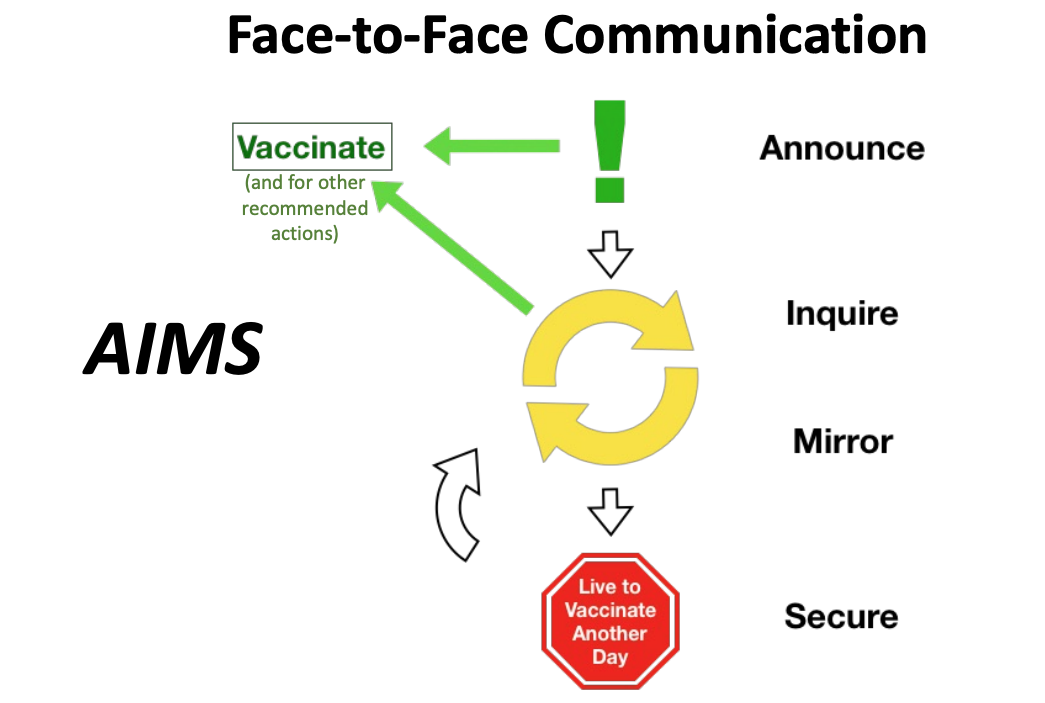 Face-to-Face Communication
Vaccinate
(and for other
recommended
actions)
Announce
Inquire
AIMS
Mirror
Live to
Vaccinate
Another
Day
Secure